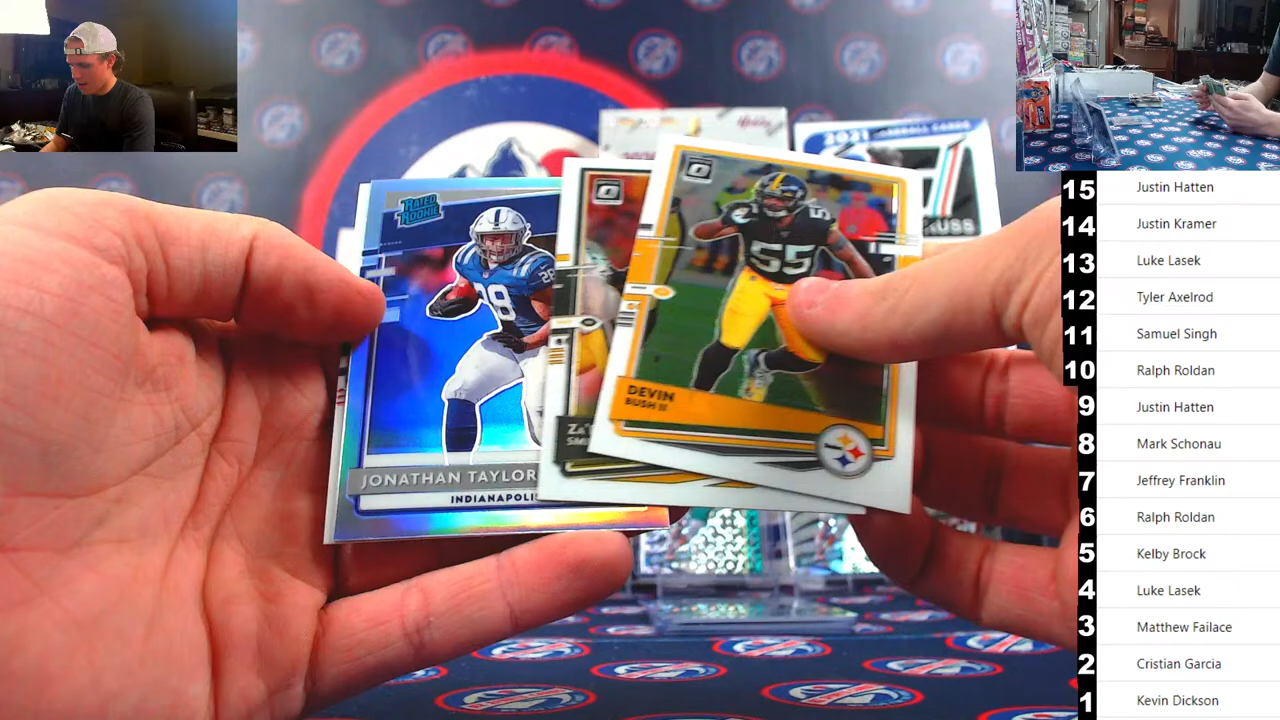 2021
RATED
ROOKIE
28
JONATHAN TAYLOR
INDIANAPOLIS
55
DEVIN
BUSH II
15 Justin Hatten
14 Justin Kramer
13 Luke Lasek
12 Tyler Axelrod
11 Samuel Singh
10 Ralph Roldan
9 Justin Hatten
8 Mark Schonau
7 Jeffrey Franklin
6 Ralph Roldan
5 Kelby Brock
4 Luke Lasek
3 Matthew Failace
2 Cristian Garcia
1 Kevin Dickson